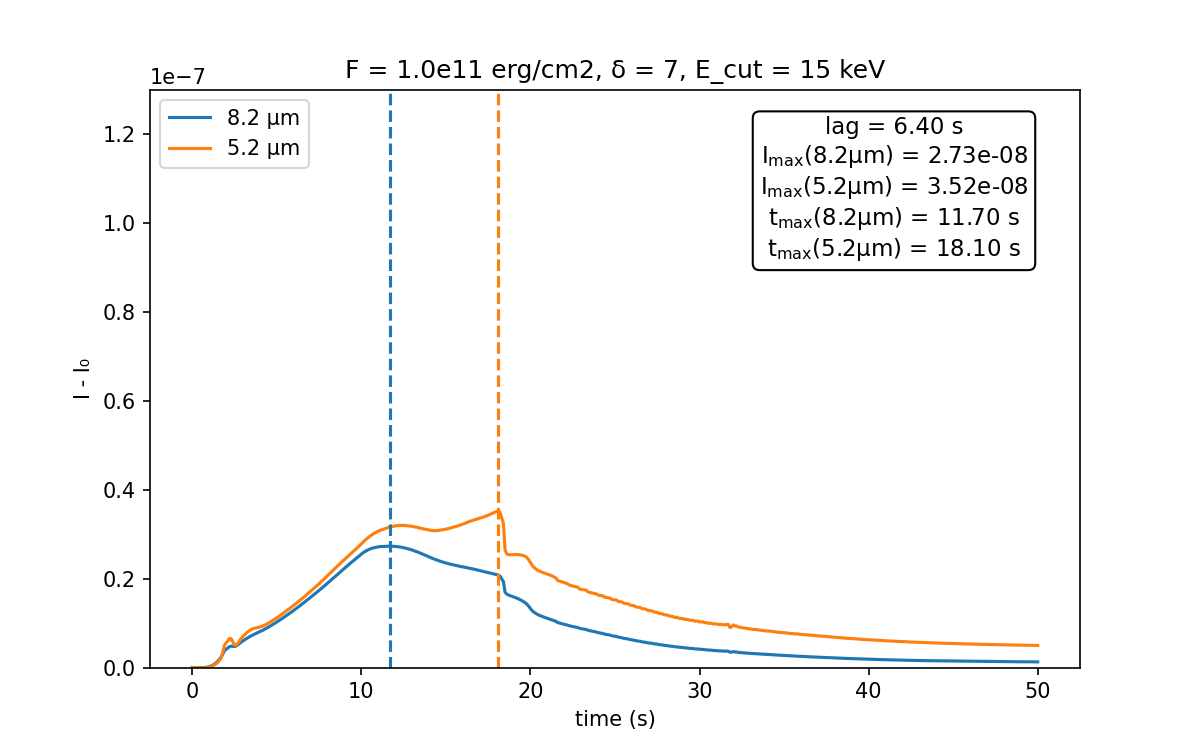 F = 1.0e11 erg/cm2, δ = 7, E_cut = 15 keV
1e−7
8.2 μm
5.2 μm
lag = 6.40 s
Imax(8.2μm) = 2.73e-08
Imax(5.2μm) = 3.52e-08
tmax(8.2μm) = 11.70 s
tmax(5.2μm) = 18.10 s
1.2
1.0
0.8
0.6
0.4
0.2
0.0
I - I₀
0 10 20 30 40 50
time (s)